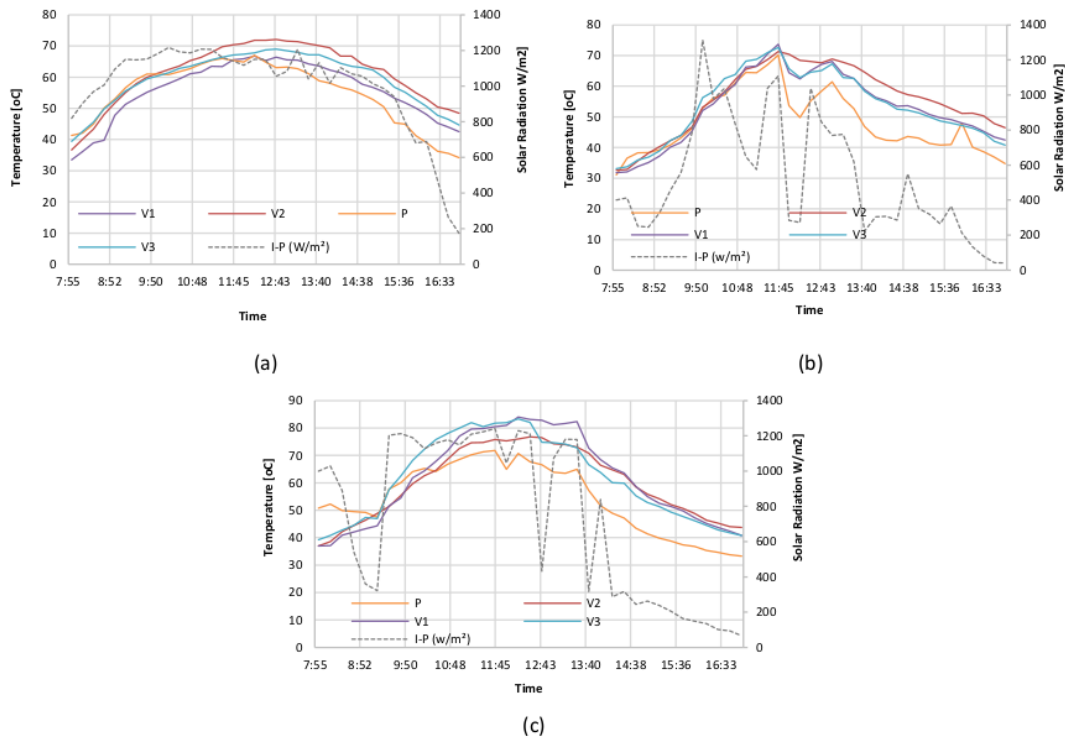 80
70
60
50
40
30
20
10
0
Temperature [oC]
1400
1200
1000
800
600
400
200
0
Solar Radiation W/m2
V1 V2 P
V3 I-P (W/m²)
7:55 8:52 9:50 10:48 11:45 12:43 13:40 14:38 15:36 16:33
Time
(a)
80
70
60
50
40
30
20
10
0
Temperature [oC]
1400
1200
1000
800
600
400
200
0
Solar Radiation W/m2
P V2
V1 V3
I-P (W/m²)
7:55 8:52 9:50 10:48 11:45 12:43 13:40 14:38 15:36 16:33
Time
(b)
90
80
70
60
50
40
30
20
10
0
Temperature [oC]
1400
1200
1000
800
600
400
200
0
Solar Radiation W/m2
P V2
V1 V3
I-P (w/m²)
7:55 8:52 9:50 10:48 11:45 12:43 13:40 14:38 15:36 16:33
Time
(c)